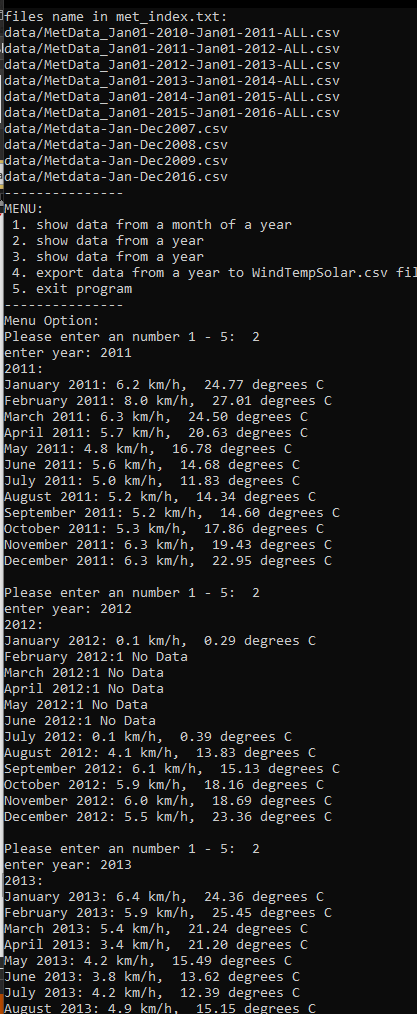 files name in met_index.txt:
data/MetData_Jan01-2010-Jan01-2011-ALL.csv
data/MetData_Jan01-2011-Jan01-2012-ALL.csv
data/MetData_Jan01-2012-Jan01-2013-ALL.csv
data/MetData_Jan01-2013-Jan01-2014-ALL.csv
data/MetData_Jan01-2014-Jan01-2015-ALL.csv
data/MetData_Jan01-2015-Jan01-2016-ALL.csv
data/Metdata-Jan-Dec2007.csv
data/Metdata-Jan-Dec2008.csv
data/Metdata-Jan-Dec2009.csv
data/Metdata-Jan-Dec2016.csv
---------------
MENU:
1. show data from a month of a year
2. show data from a year
3. show data from a year
4. export data from a year to WindTempSolar.csv fil
5. exit program
---------------
Menu Option:
Please enter an number 1 - 5:  2
enter year: 2011
2011:
January 2011: 6.2 km/h,  24.77 degrees C
February 2011: 8.0 km/h,  27.01 degrees C
March 2011: 6.3 km/h,  24.50 degrees C
April 2011: 5.7 km/h,  20.63 degrees C
May 2011: 4.8 km/h,  16.78 degrees C
June 2011: 5.6 km/h,  14.68 degrees C
July 2011: 5.0 km/h,  11.83 degrees C
August 2011: 5.2 km/h,  14.34 degrees C
September 2011: 5.2 km/h,  14.60 degrees C
October 2011: 5.3 km/h,  17.86 degrees C
November 2011: 6.3 km/h,  19.43 degrees C
December 2011: 6.3 km/h,  22.95 degrees C
Please enter an number 1 - 5:  2
enter year: 2012
2012:
January 2012: 0.1 km/h,  0.29 degrees C
February 2012:1 No Data
March 2012:1 No Data
April 2012:1 No Data
May 2012:1 No Data
June 2012:1 No Data
July 2012: 0.1 km/h,  0.39 degrees C
August 2012: 4.1 km/h,  13.83 degrees C
September 2012: 6.1 km/h,  15.13 degrees C
October 2012: 5.9 km/h,  18.16 degrees C
November 2012: 6.0 km/h,  18.69 degrees C
December 2012: 5.5 km/h,  23.36 degrees C
Please enter an number 1 - 5:  2
enter year: 2013
2013:
January 2013: 6.4 km/h,  24.36 degrees C
February 2013: 5.9 km/h,  25.45 degrees C
March 2013: 5.4 km/h,  21.24 degrees C
April 2013: 3.4 km/h,  21.20 degrees C
May 2013: 4.2 km/h,  15.49 degrees C
June 2013: 3.8 km/h,  13.62 degrees C
July 2013: 4.2 km/h,  12.39 degrees C
August 2013: 4.9 km/h,  15.15 degrees C